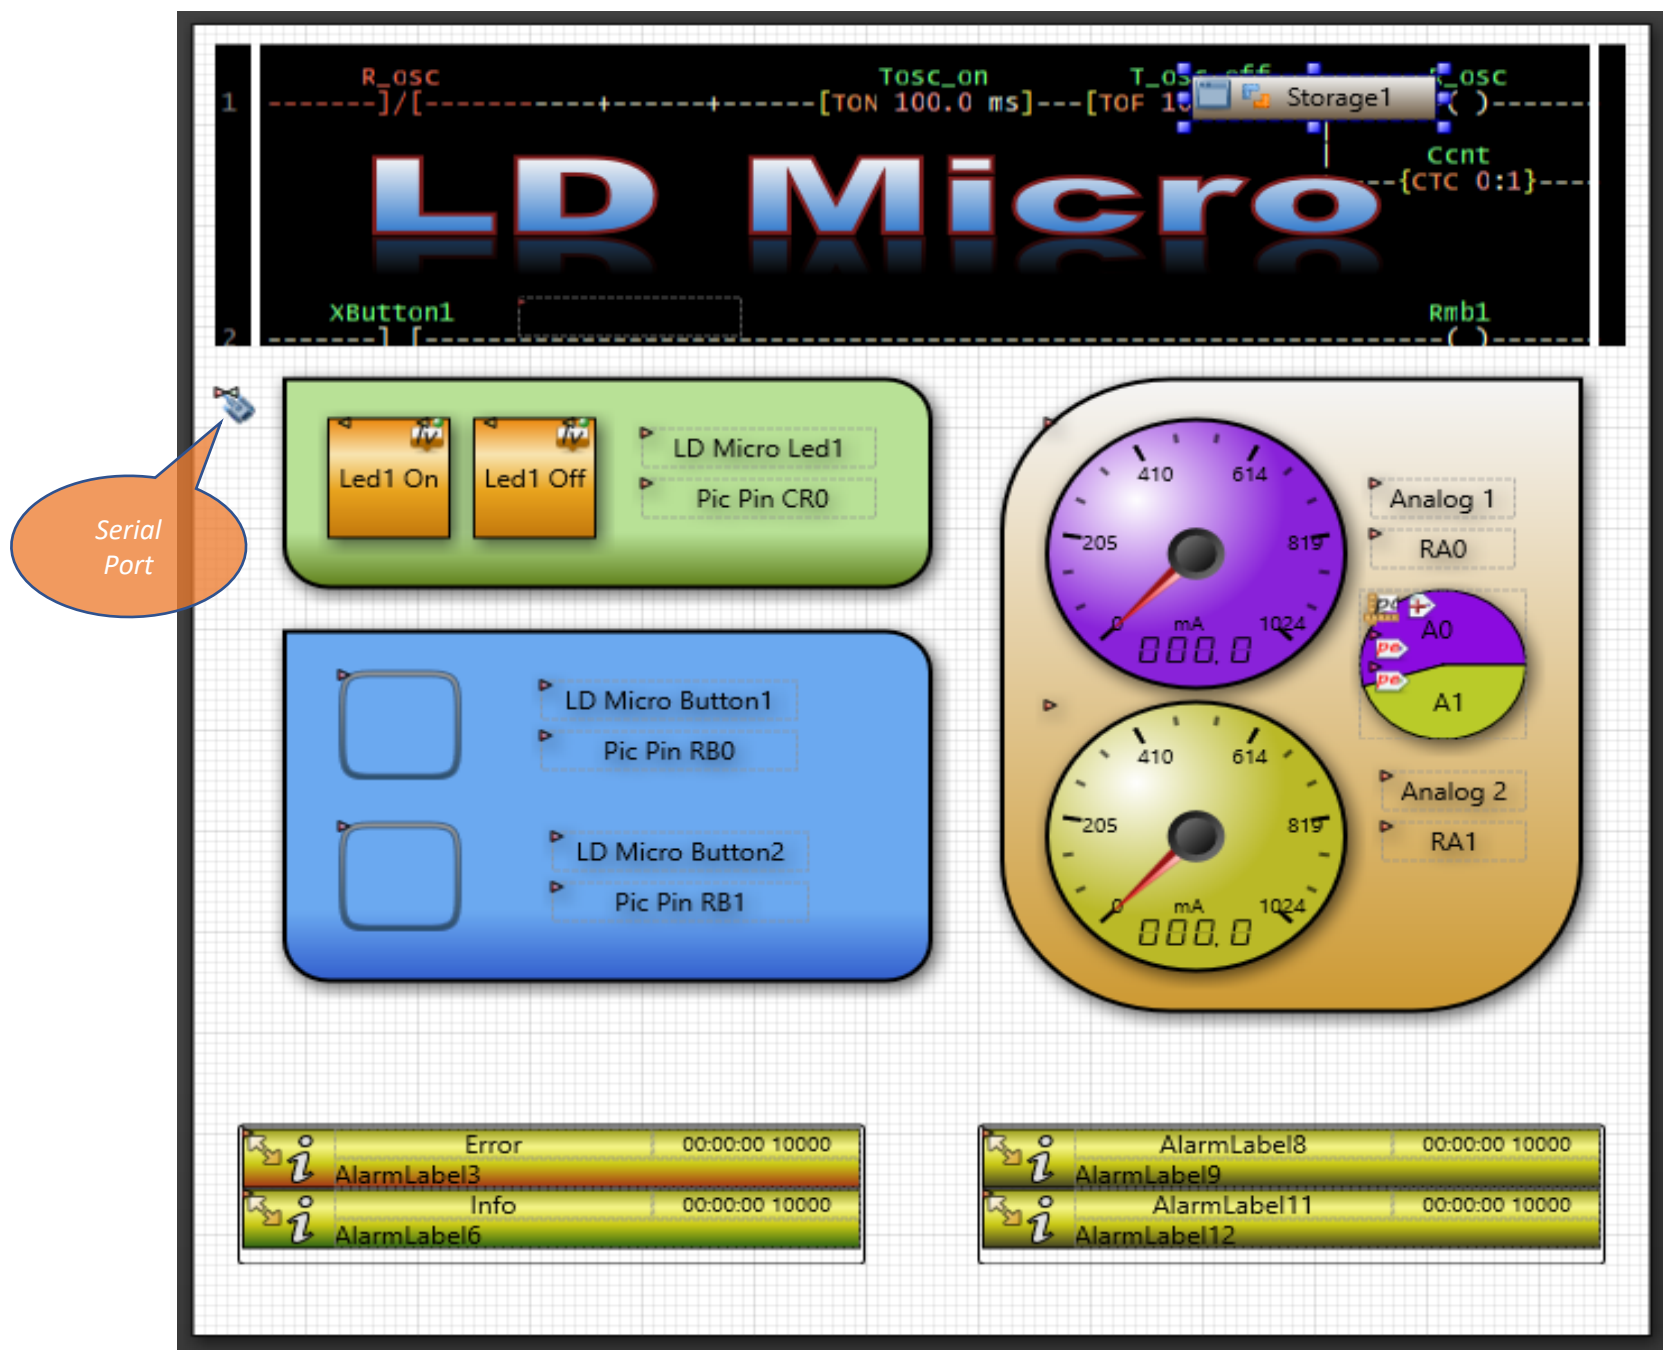 R_osc Tosc_on T_osc_off R_osc
1 -------]/[------------+------+------[TON 100.0 ms]---[TOF 10 ( )------
Storage1
Ccnt
--{CTC 0:1}----
LD Micro
XButton1 Rmb1
2 -------] [------------------------------------------( )------
Serial
Port
Led1 On
Led1 Off
LD Micro Led1
Pic Pin CR0
LD Micro Button1
Pic Pin RB0
LD Micro Button2
Pic Pin RB1
410 614
205 819
0 mA 1024
000.0
Analog 1
RA0
A0
A1
410 614
205 819
0 mA 1024
000.0
Analog 2
RA1
Error 00:00:00 10000
AlarmLabel3
Info 00:00:00 10000
AlarmLabel6
AlarmLabel8 00:00:00 10000
AlarmLabel9
AlarmLabel11 00:00:00 10000
AlarmLabel12